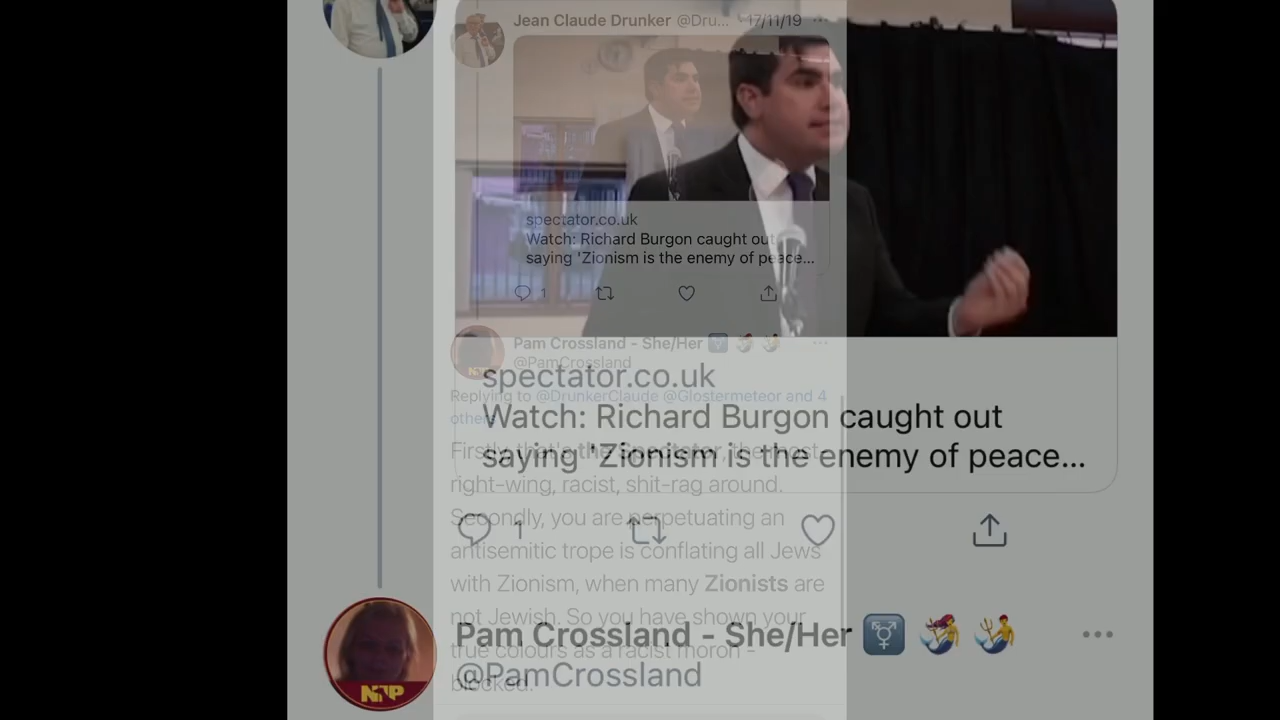 Jean Claude Drunker @Dru... 17/11/19 ...
spectator.co.uk
Watch: Richard Burgon caught out
saying 'Zionism is the enemy of peace...
1
Pam Crossland - She/Her
@PamCrossland
Replying to @DrunkerClaude @Glostermeteor and 4
others
Firstly, that's the Spectator, the most
right-wing, racist, shit-rag around.
Secondly, you are perpetuating an
antisemitic trope is conflating all Jews
with Zionism, when many Zionists are
not Jewish. So you have shown your
true colours as a racist moron -
blocked.
spectator.co.uk
Watch: Richard Burgon caught out
saying 'Zionism is the enemy of peace...
1
Pam Crossland - She/Her
@PamCrossland